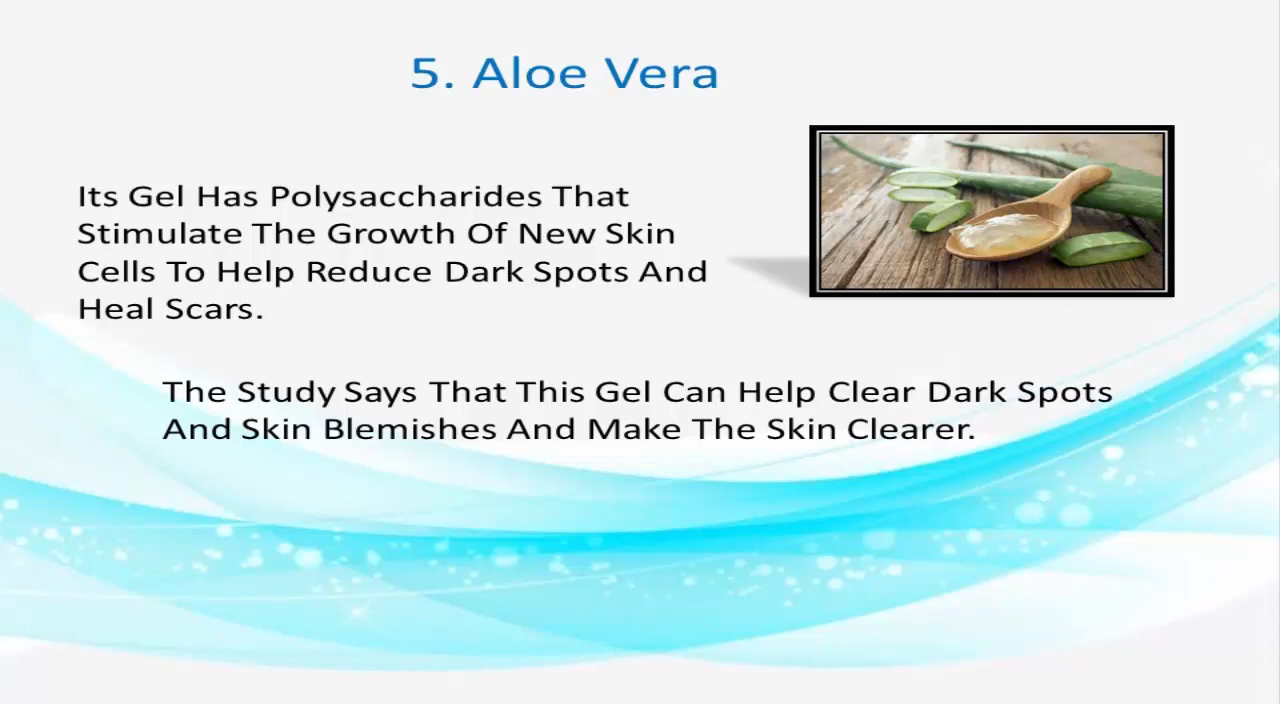 5. Aloe Vera
Its Gel Has Polysaccharides That
Stimulate The Growth Of New Skin
Cells To Help Reduce Dark Spots And
Heal Scars.
The Study Says That This Gel Can Help Clear Dark Spots
And Skin Blemishes And Make The Skin Clearer.